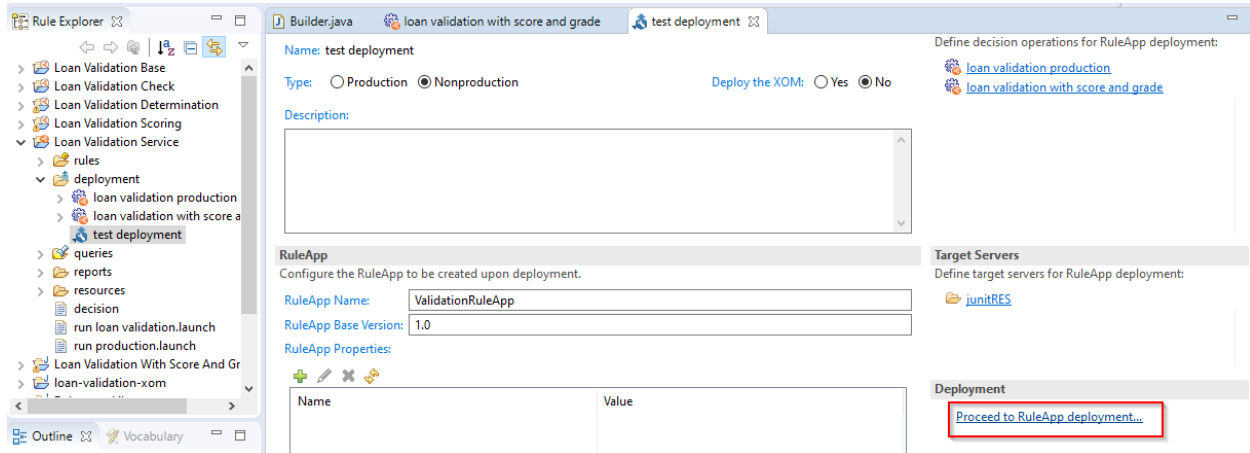 Rule Explorer
Loan Validation Base
Loan Validation Check
Loan Validation Determination
Loan Validation Scoring
Loan Validation Service
rules
deployment
loan validation production
loan validation with score a
test deployment
queries
reports
resources
decision
run loan validation.launch
run production.launch
Loan Validation With Score And Gr
loan-validation-xom
Outline Vocabulary
Builder.java loan validation with score and grade test deployment
Name: test deployment
Type: Production Nonproduction Deploy the XOM: Yes No
Description:
RuleApp
Configure the RuleApp to be created upon deployment.
RuleApp Name: ValidationRuleApp
RuleApp Base Version: 1.0
RuleApp Properties:
Name Value
Define decision operations for RuleApp deployment:
loan validation production
loan validation with score and grade
Target Servers
Define target servers for RuleApp deployment:
junitRES
Deployment
Proceed to RuleApp deployment...